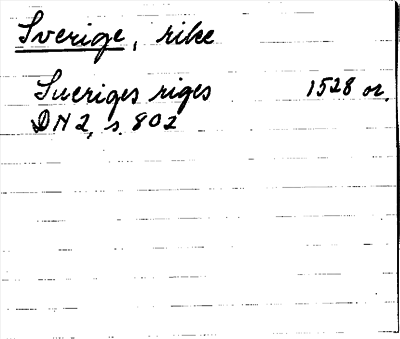 Sverige, rike
Sueriges riges 1528 or.
DN 2, s. 802